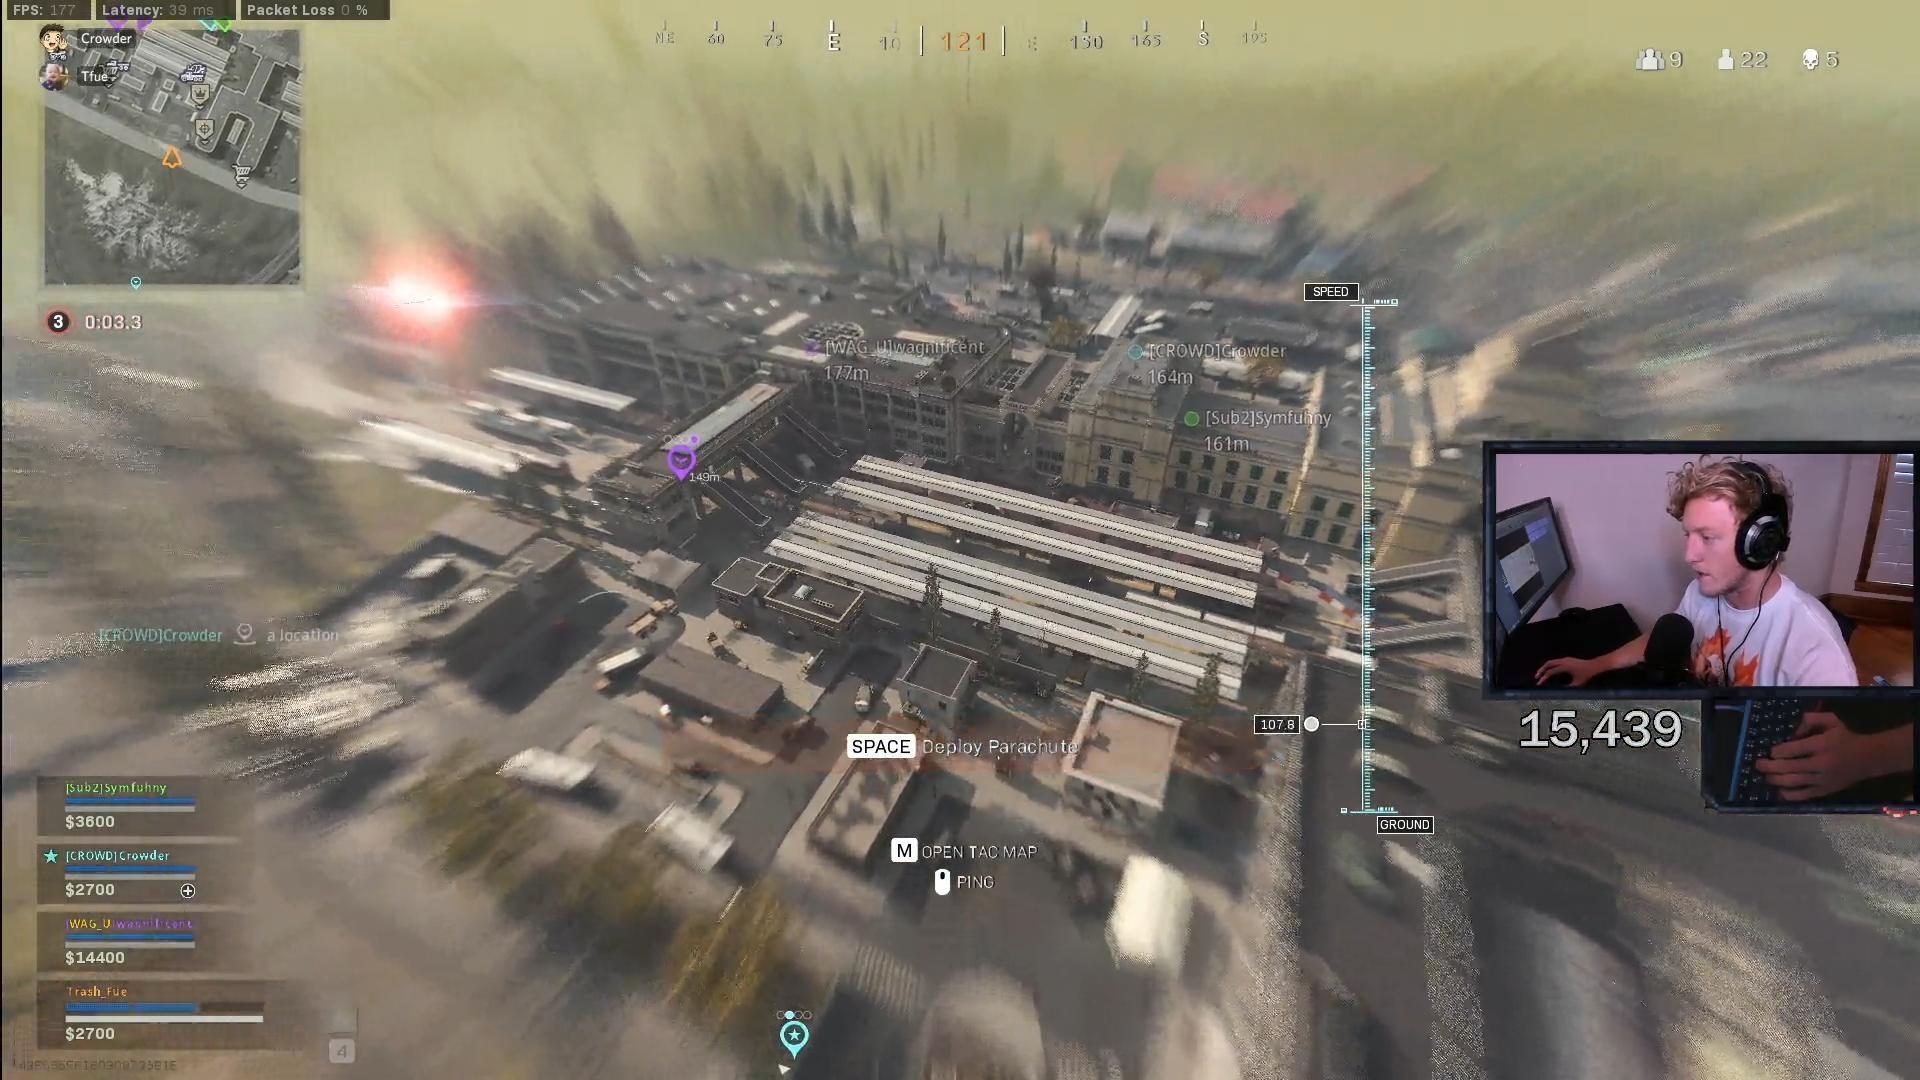 FPS: 177 Latency: 39 ms Packet Loss 0 %
Crowder
Tfue
NE 60 75 E 121 150 165 S 195
9 22 5
3 0:03.3
SPEED
[WAG_U]wagnificent
177m
[CROWD]Crowder
164m
[Sub2]Symfuhny
161m
149m
[CROWD]Crowder a location
107.8
15,439
SPACE Deploy Parachute
GROUND
M OPEN TAC MAP
PING
[Sub2]Symfuhny
$3600
[CROWD]Crowder
$2700
[WAG_U]wagnificent
$14400
Trash_Fue
$2700
4